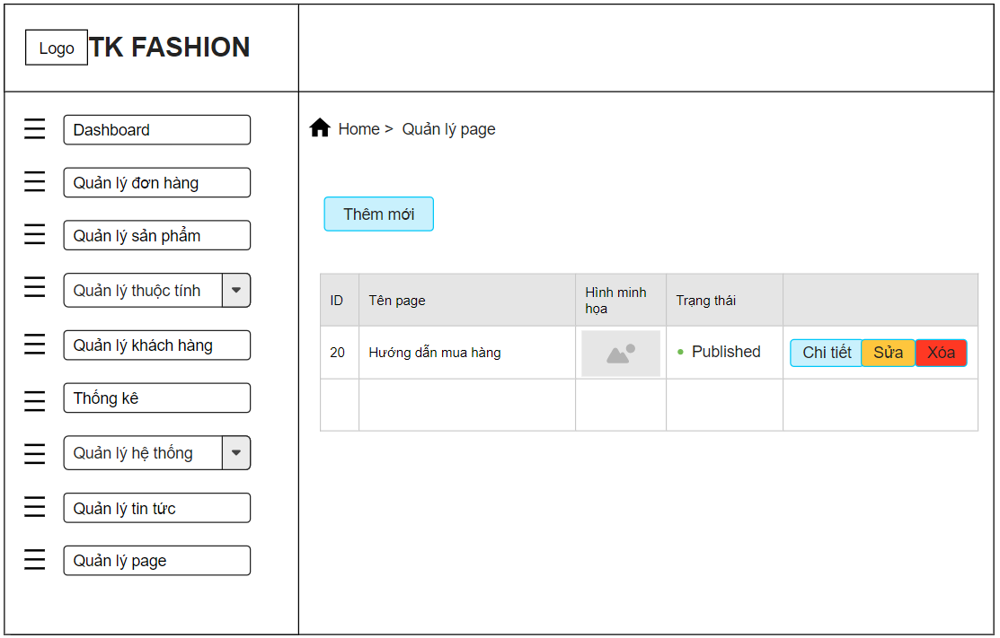 Logo
TK FASHION
Dashboard
Quản lý đơn hàng
Quản lý sản phẩm
Quản lý thuộc tính
Quản lý khách hàng
Thống kê
Quản lý hệ thống
Quản lý tin tức
Quản lý page
Home > Quản lý page
Thêm mới
ID
Tên page
Hình minh
họa
Trạng thái
20
Hướng dẫn mua hàng
Published
Chi tiết
Sửa
Xóa